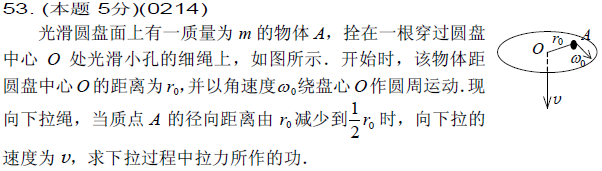 53. (本题 5分)(0214)
光滑圆盘面上有一质量为 m 的物体 A，拴在一根穿过圆盘
中心 O 处光滑小孔的细绳上，如图所示．开始时，该物体距
圆盘中心 O 的距离为 r₀，并以角速度 ω₀ 绕盘心 O 作圆周运动．现
向下拉绳，当质点 A 的径向距离由 r₀ 减少到 1/2 r₀ 时，向下拉的
速度为 υ，求下拉过程中拉力所作的功．
O r₀ A
ω₀
υ